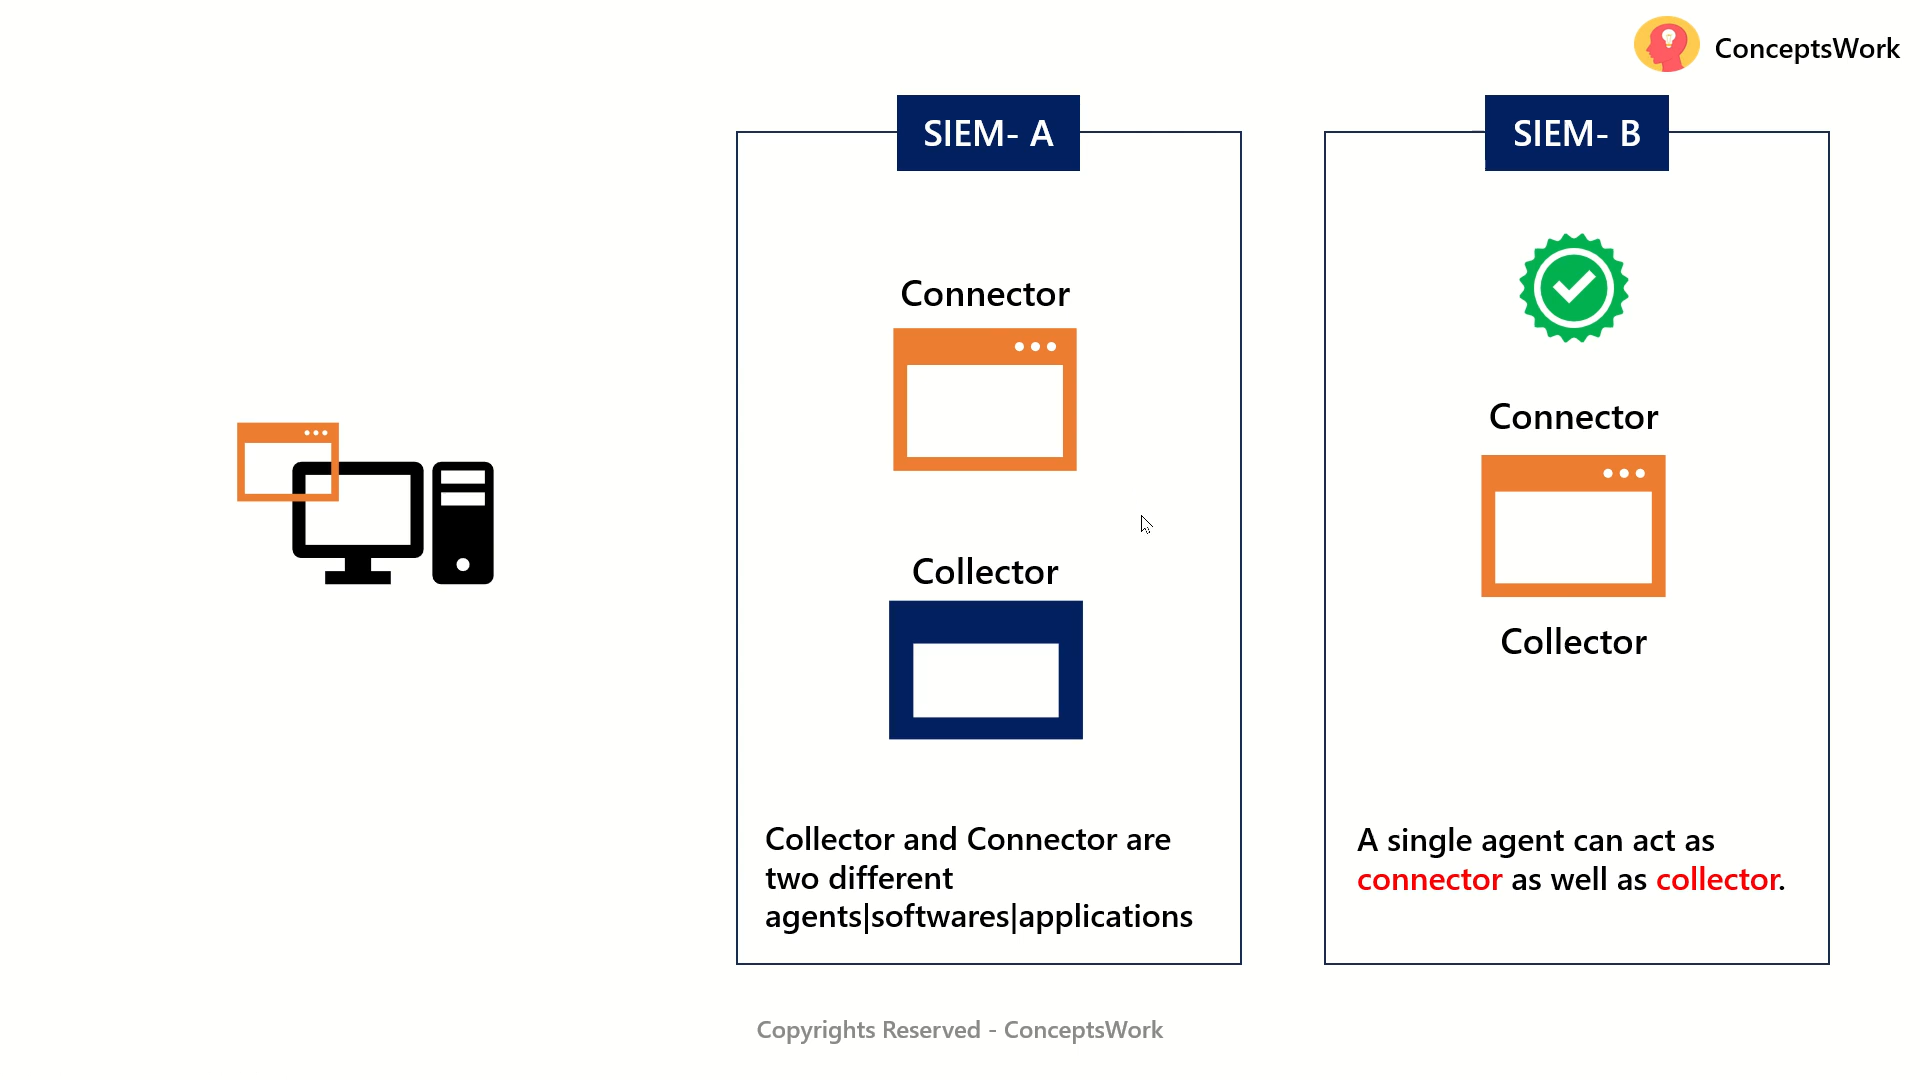 ConceptsWork
SIEM- A
SIEM- B
Connector
Collector
Collector and Connector are
two different
agents|softwares|applications
Connector
Collector
A single agent can act as
connector as well as collector.
Copyrights Reserved - ConceptsWork